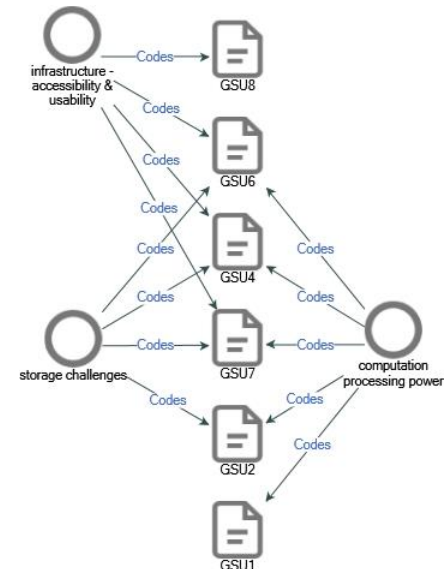 Codes
GSU8
infrastructure -
accessibility &
usability
Codes
GSU6
Codes
Codes
Codes
Codes
GSU4
Codes
Codes
Codes
Codes
GSU7
storage challenges
computation
processing power
Codes
Codes
GSU2
Codes
GSU1